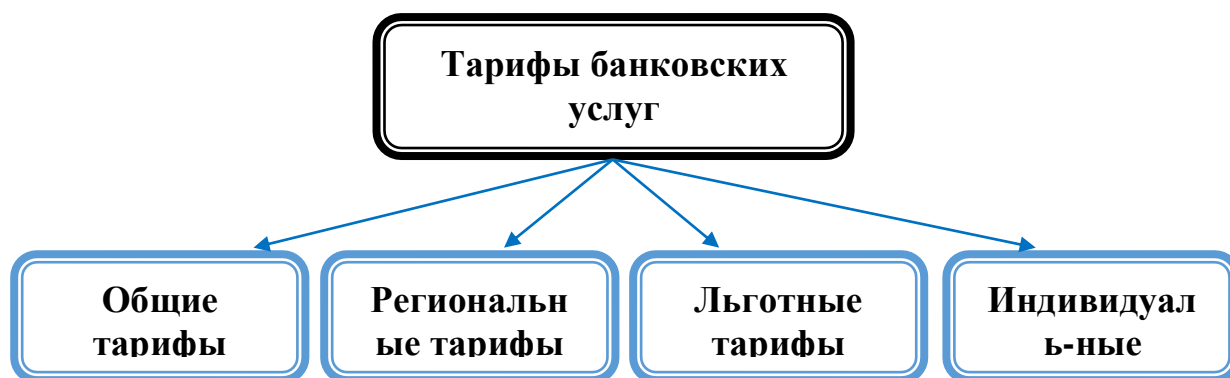 Тарифы банковских
услуг
Общие
тарифы
Региональн
ые тарифы
Льготные
тарифы
Индивидуал
ь-ные